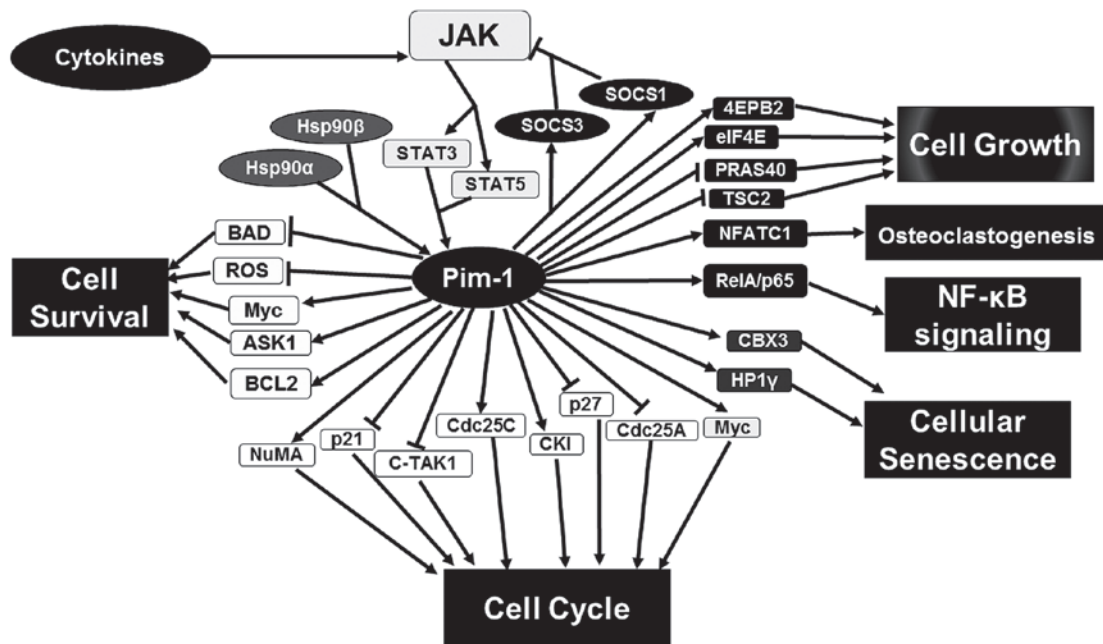 JAK
Cytokines
SOCS1
SOCS3
Hsp90β
Hsp90α
STAT3
STAT5
4EPB2
eIF4E
PRAS40
TSC2
Cell Growth
NFATC1
Osteoclastogenesis
BAD
ROS
Myc
ASK1
BCL2
Cell
Survival
Pim-1
RelA/p65
NF-κB
signaling
CBX3
HP1γ
Cellular
Senescence
NuMA
p21
C-TAK1
Cdc25C
CKI
p27
Cdc25A
Myc
Cell Cycle